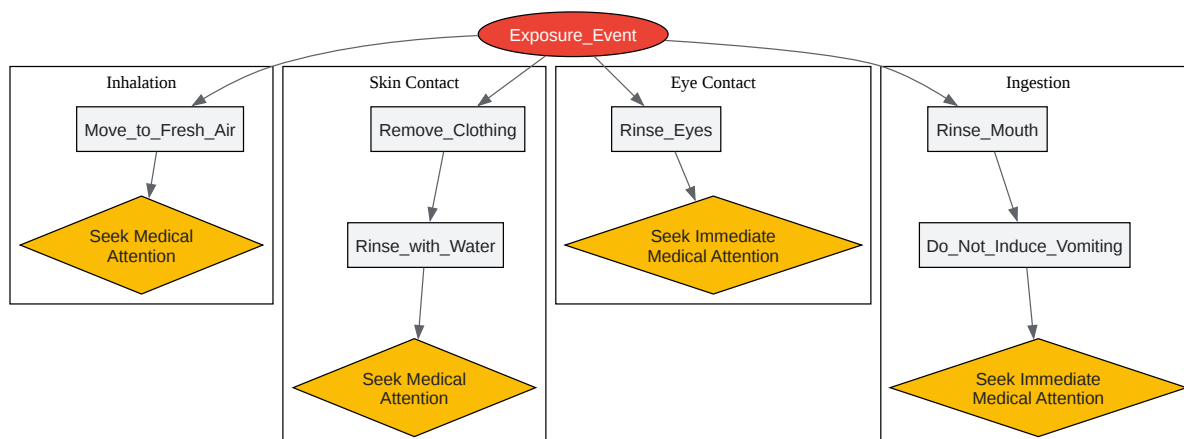 Exposure_Event
Inhalation
Move_to_Fresh_Air
Seek Medical
Attention
Skin Contact
Remove_Clothing
Rinse_with_Water
Seek Medical
Attention
Eye Contact
Rinse_Eyes
Seek Immediate
Medical Attention
Ingestion
Rinse_Mouth
Do_Not_Induce_Vomiting
Seek Immediate
Medical Attention